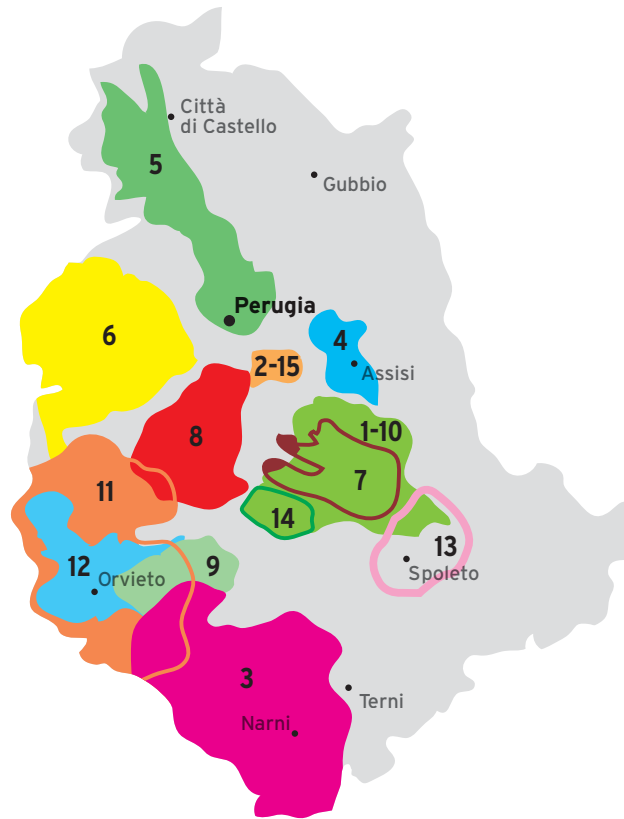 Città
di Castello
5
Gubbio
Perugia
6
4
2-15
Assisi
8
1-10
11
7
14
13
12
Orvieto
9
Spoleto
3
Terni
Narni